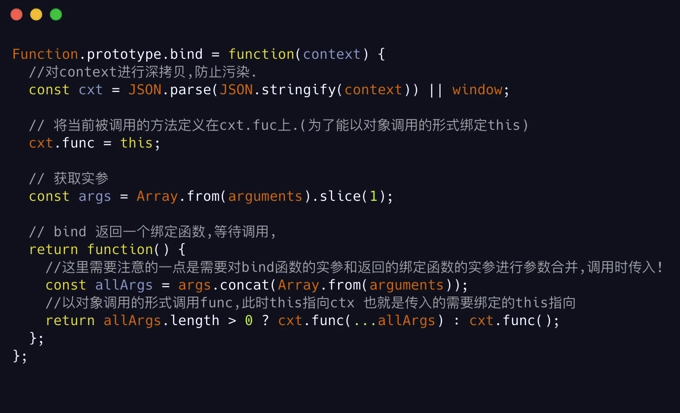 Function.prototype.bind = function(context) {
  //对context进行深拷贝,防止污染.
  const cxt = JSON.parse(JSON.stringify(context)) || window;

  // 将当前被调用的方法定义在cxt.fuc上.(为了能以对象调用的形式绑定this)
  cxt.func = this;

  // 获取实参
  const args = Array.from(arguments).slice(1);

  // bind 返回一个绑定函数,等待调用,
  return function() {
    //这里需要注意的一点是需要对bind函数的实参和返回的绑定函数的实参进行参数合并,调用时传入!
    const allArgs = args.concat(Array.from(arguments));
    //以对象调用的形式调用func,此时this指向ctx 也就是传入的需要绑定的this指向
    return allArgs.length > 0 ? cxt.func(...allArgs) : cxt.func();
  };
};